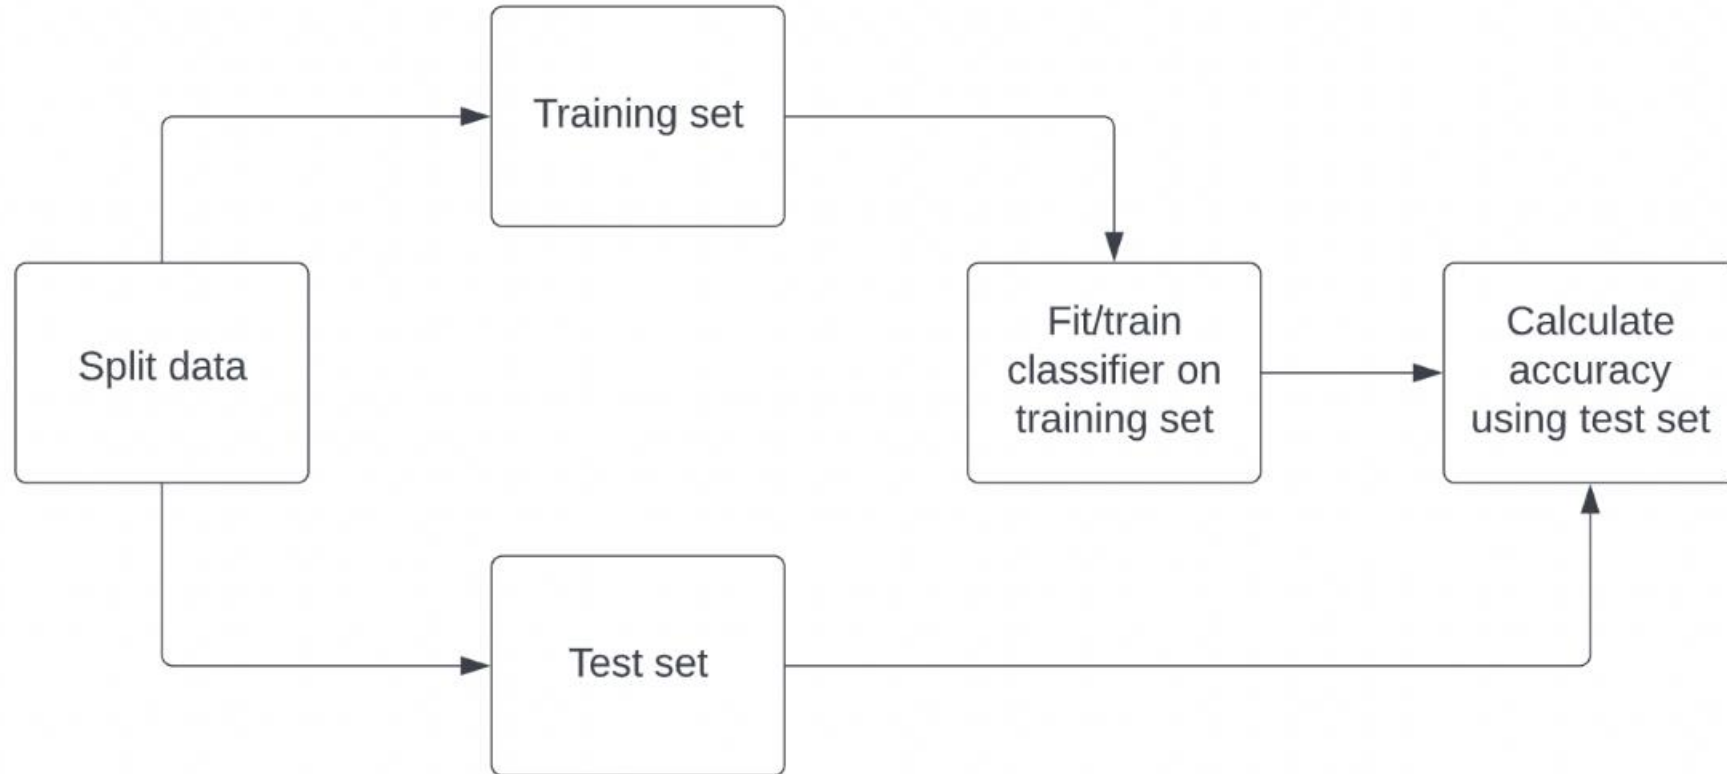 Training set
Split data
Fit/train
classifier on
training set
Calculate
accuracy
using test set
Test set